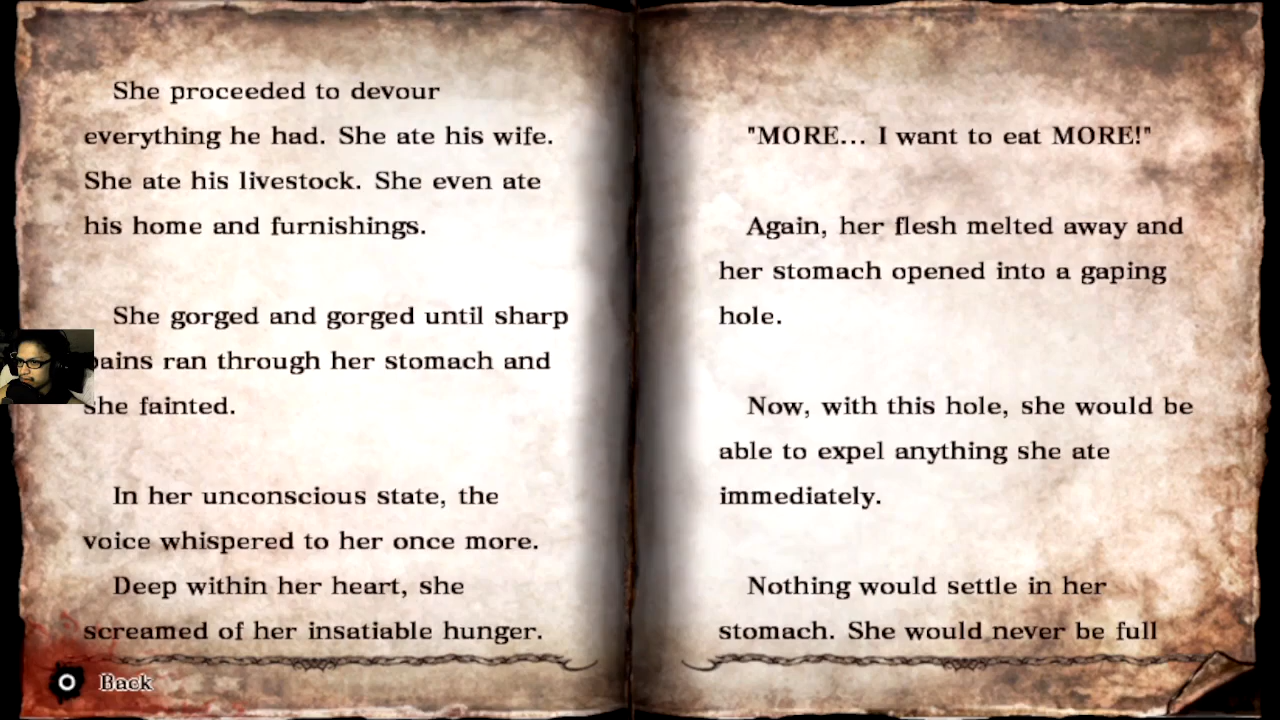 She proceeded to devour
everything he had. She ate his wife.
She ate his livestock. She even ate
his home and furnishings.
She gorged and gorged until sharp
pains ran through her stomach and
she fainted.
In her unconscious state, the
voice whispered to her once more.
Deep within her heart, she
screamed of her insatiable hunger.
"MORE... I want to eat MORE!"
Again, her flesh melted away and
her stomach opened into a gaping
hole.
Now, with this hole, she would be
able to expel anything she ate
immediately.
Nothing would settle in her
stomach. She would never be full
Back